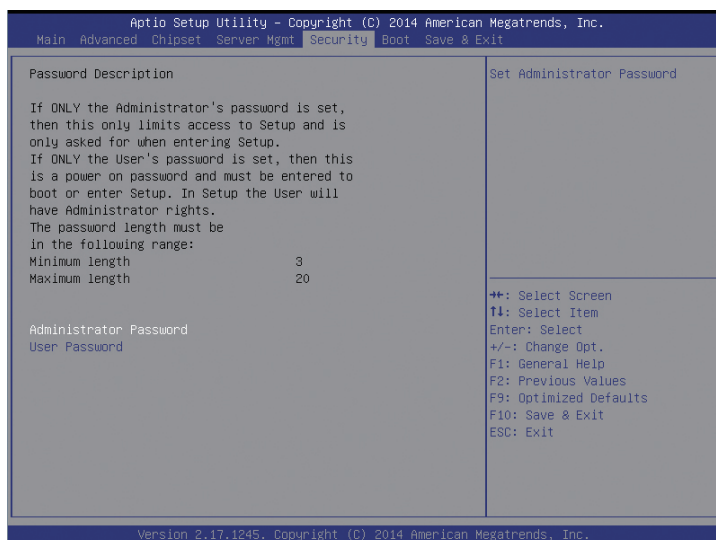 Aptio Setup Utility – Copyright (C) 2014 American Megatrends, Inc.
Main Advanced Chipset Server Mgmt Security Boot Save & Exit
Password Description
If ONLY the Administrator's password is set,
then this only limits access to Setup and is
only asked for when entering Setup.
If ONLY the User's password is set, then this
is a power on password and must be entered to
boot or enter Setup. In Setup the User will
have Administrator rights.
The password length must be
in the following range:
Minimum length 3
Maximum length 20
Administrator Password
User Password
Set Administrator Password
→←: Select Screen
↑↓: Select Item
Enter: Select
+/-: Change Opt.
F1: General Help
F2: Previous Values
F9: Optimized Defaults
F10: Save & Exit
ESC: Exit
Version 2.17.1245. Copyright (C) 2014 American Megatrends, Inc.